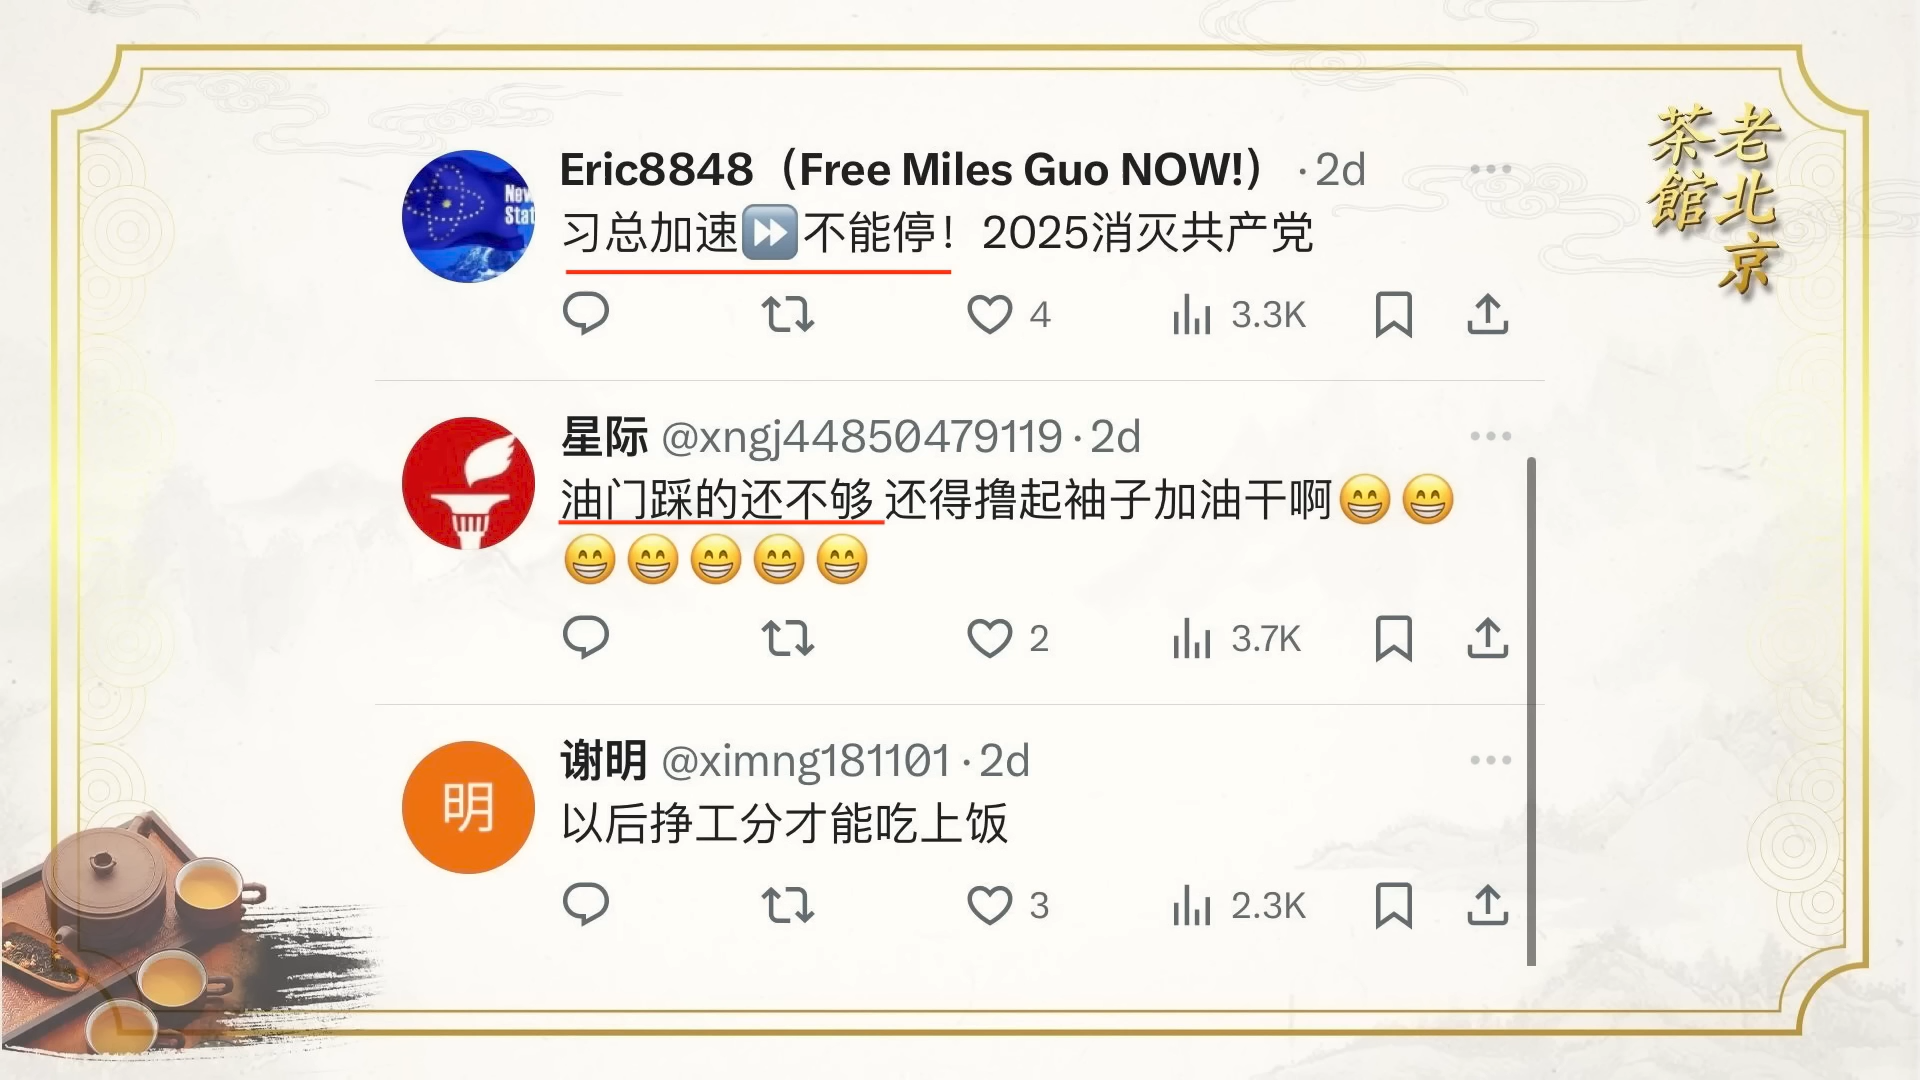 Eric8848（Free Miles Guo NOW!） · 2d
习总加速⏩不能停！2025消灭共产党
4 3.3K
New
Stat
星际 @xngj44850479119 · 2d
油门踩的还不够 还得撸起袖子加油干啊😁😁
😁😁😁😁😁
2 3.7K
谢明 @ximng181101 · 2d
以后挣工分才能吃上饭
3 2.3K
明
老北京
茶館